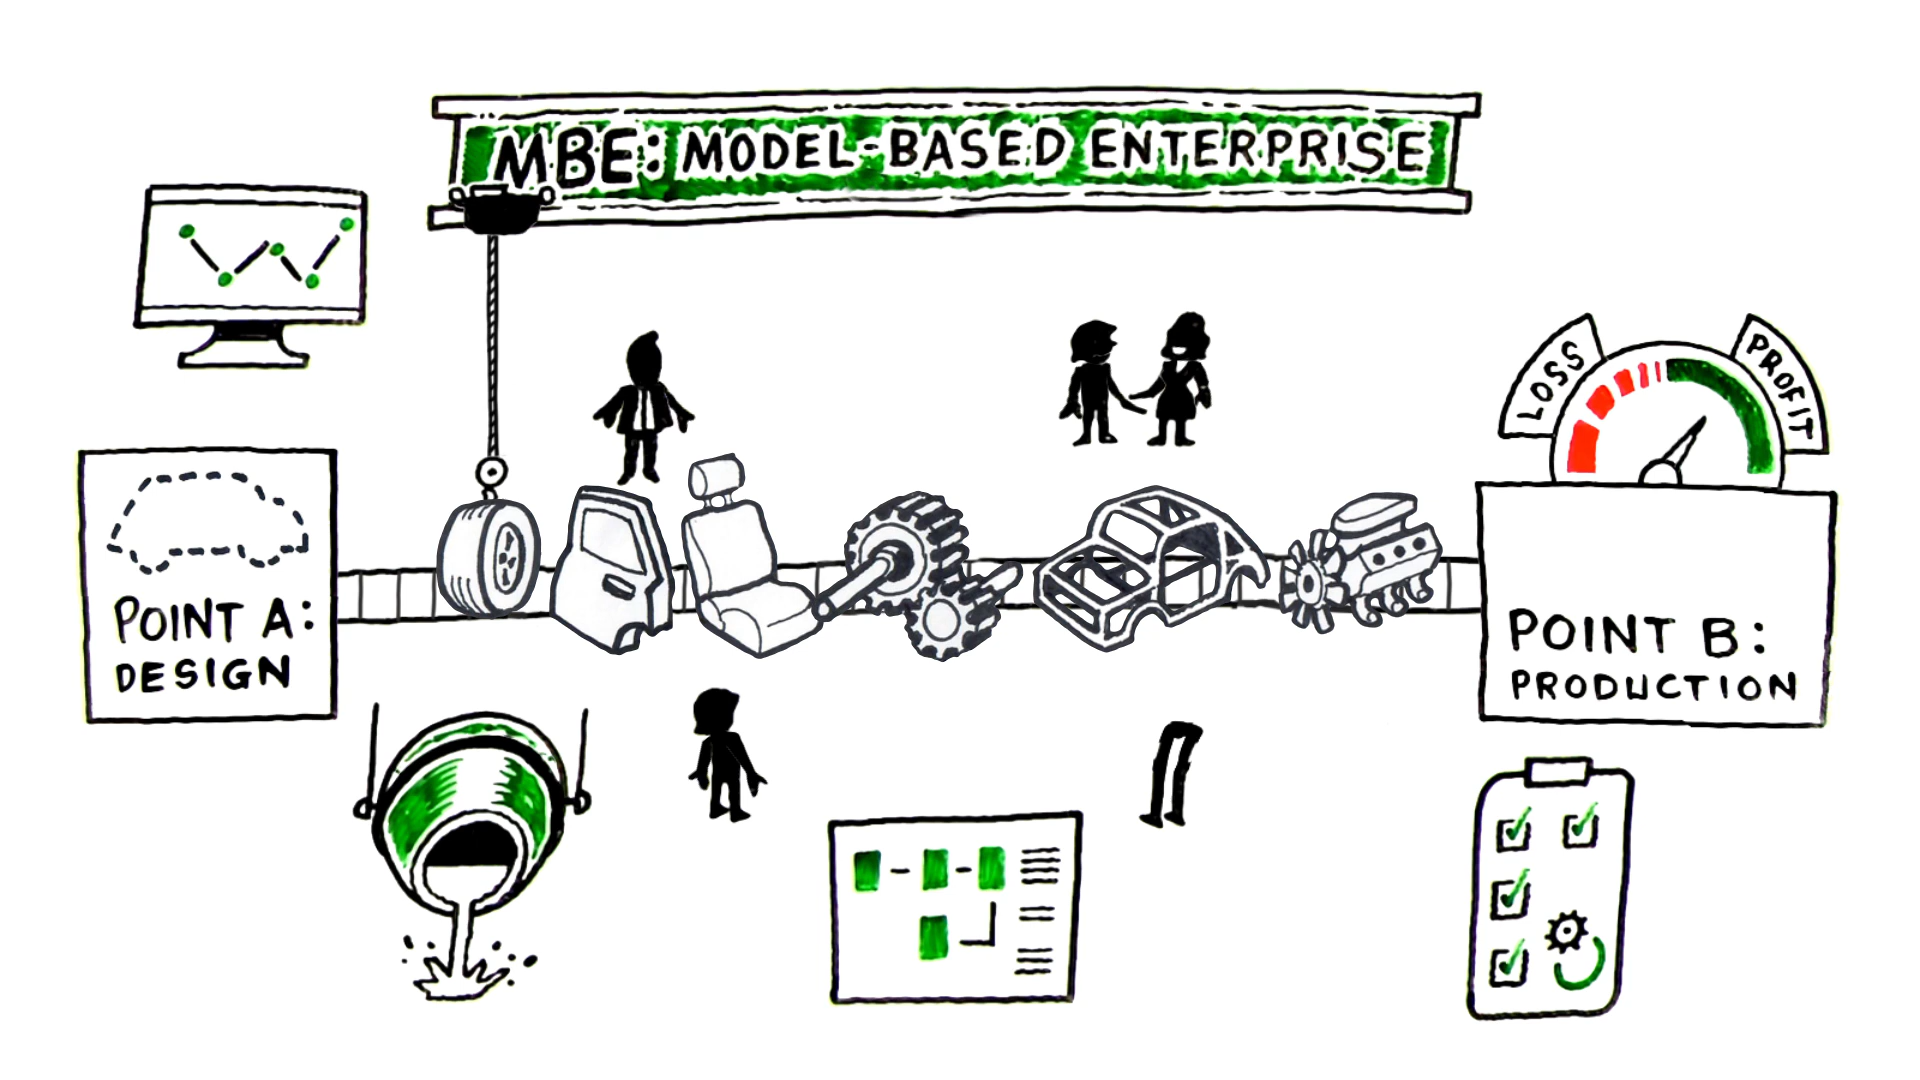 MBE: MODEL-BASED ENTERPRISE
LOSS
PROFIT
POINT A:
DESIGN
POINT B:
PRODUCTION